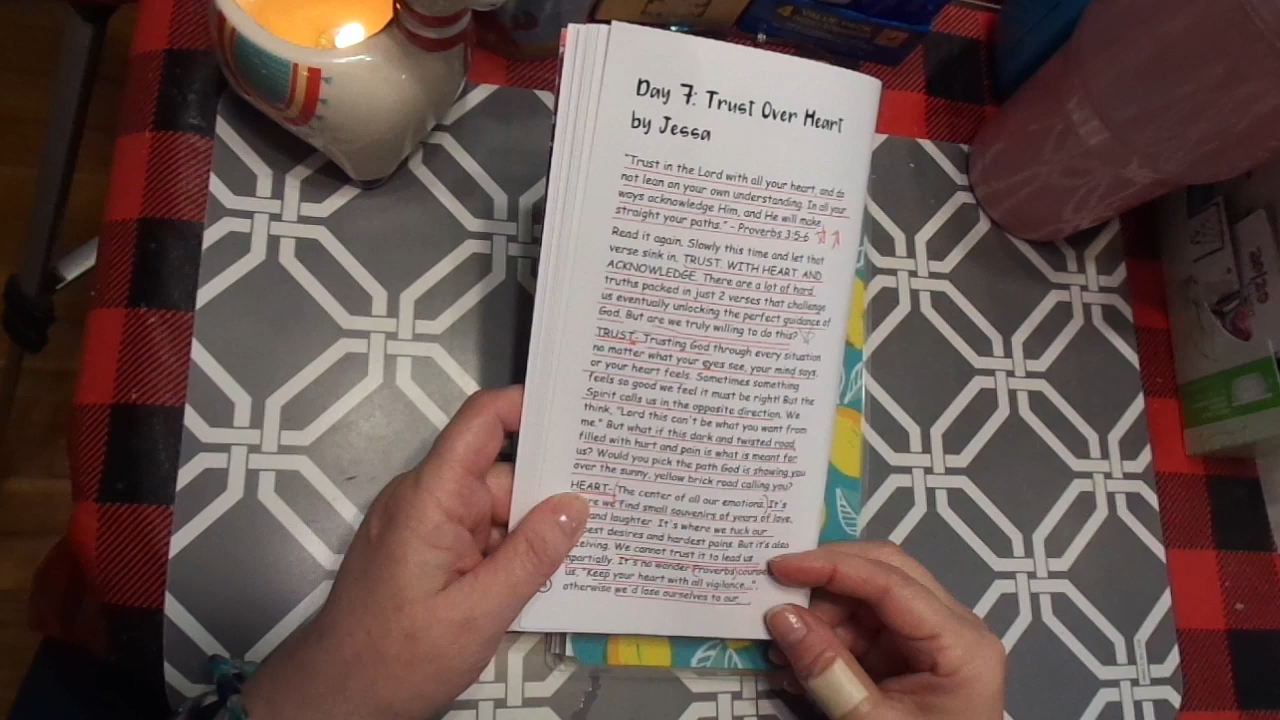 Day 7: Trust Over Heart
by Jessa
"Trust in the Lord with all your heart, and do
not lean on your own understanding. In all your
ways acknowledge Him, and He will make
straight your paths." - Proverbs 3:5-6
Read it again. Slowly this time and let that
verse sink in. TRUST. WITH HEART. AND
ACKNOWLEDGE. There are a lot of hard
truths packed in just 2 verses that challenge
us eventually unlocking the perfect guidance of
God. But are we truly willing to do this?
TRUST- Trusting God through every situation
no matter what your eyes see, your mind says,
or your heart feels. Sometimes something
feels so good we feel it must be right! But the
Spirit calls us in the opposite direction. We
think, "Lord this can't be what you want from
me." But what if this dark and twisted road,
filled with hurt and pain is what is meant for
us? Would you pick the path God is showing you
over the sunny, yellow brick road calling you?
HEART- The center of all our emotions. It's
re we find small souvenirs of years of love,
and laughter. It's where we tuck our
est desires and hardest pains. But it's also
ceiving. We cannot trust it to lead us
partially. It's no wonder Proverbs counse
us, "Keep your heart with all vigilance...",
otherwise we'd lose ourselves to our
4 VALUE